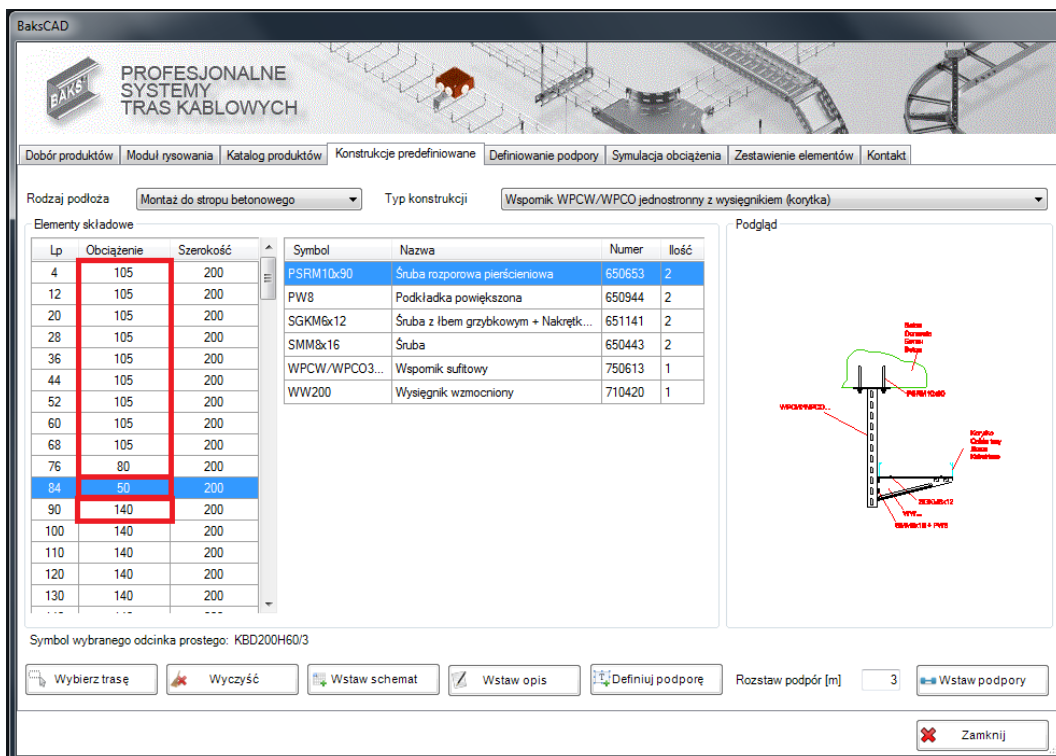 BaksCAD
BAKS
PROFESJONALNE
SYSTEMY
TRAS KABLOWYCH
Dobór produktów Moduł rysowania Katalog produktów Konstrukcje predefiniowane Definiowanie podpory Symulacja obciążenia Zestawienie elementów Kontakt
Rodzaj podłoża Montaż do stropu betonowego Typ konstrukcji Wspornik WPCW/WPCO jednostronny z wysięgnikiem (korytka)
Elementy składowe Podgląd
Lp Obciążenie Szerokość
4 105 200
12 105 200
20 105 200
28 105 200
36 105 200
44 105 200
52 105 200
60 105 200
68 105 200
76 80 200
84 50 200
90 140 200
100 140 200
110 140 200
120 140 200
130 140 200
Symbol Nazwa Numer Ilość
PSRM10x90 Śruba rozporowa pierścieniowa 650653 2
PW8 Podkładka powiększona 650944 2
SGKM6x12 Śruba z łbem grzybkowym + Nakrętk... 651141 2
SMM8x16 Śruba 650443 2
WPCW/WPCO3... Wspornik sufitowy 750613 1
WW200 Wysięgnik wzmocniony 710420 1
PSRM10x90
SGKM6x12
Symbol wybranego odcinka prostego: KBD200H60/3
Wybierz trasę Wyczyść Wstaw schemat Wstaw opis Definiuj podporę Rozstaw podpór [m] 3 Wstaw podpory
Zamknij